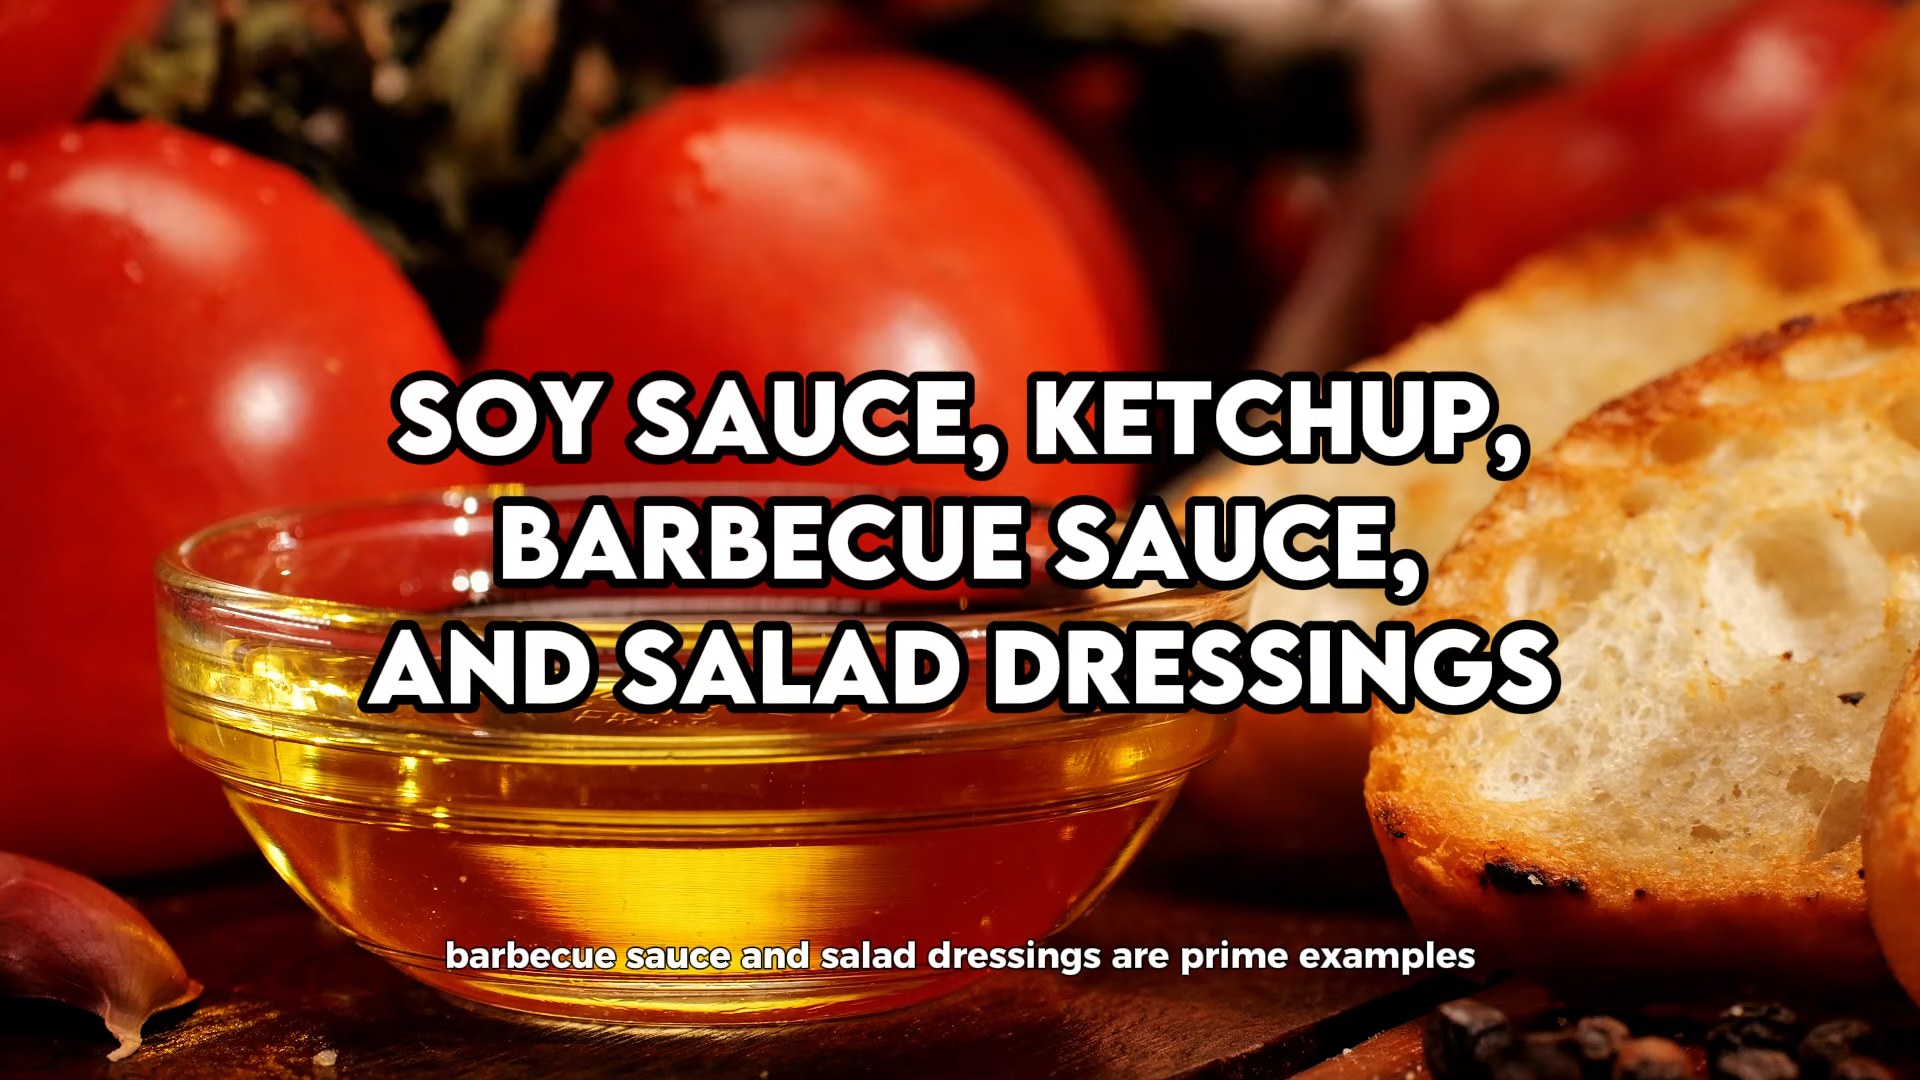 SOY SAUCE, KETCHUP,
BARBECUE SAUCE,
AND SALAD DRESSINGS
barbecue sauce and salad dressings are prime examples